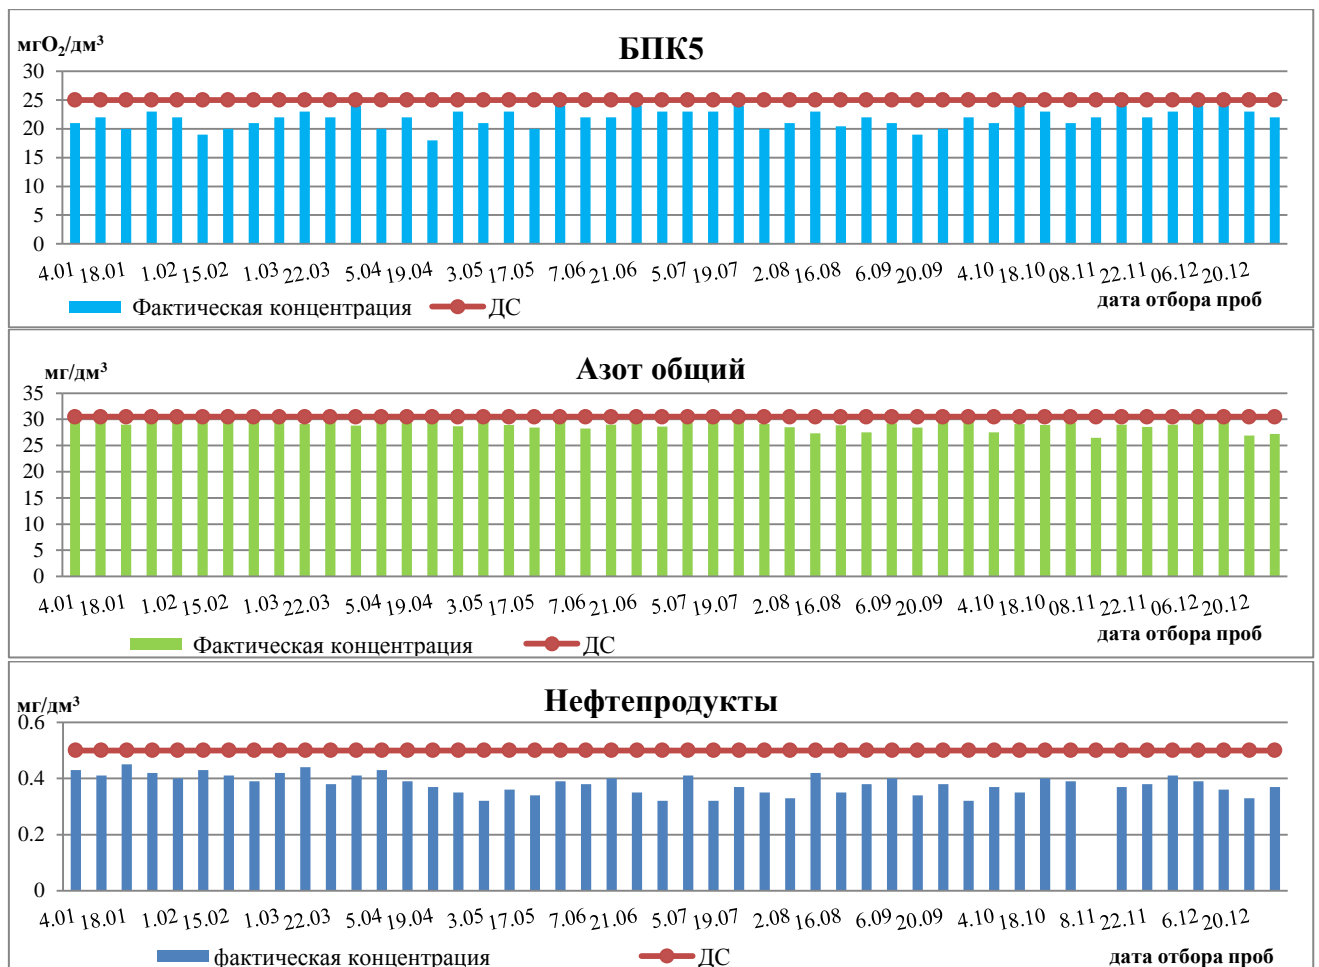 мгО₂/дм³
БПК5
30
25
20
15
10
5
0
4.01 18.01 1.02 15.02 1.03 22.03 5.04 19.04 3.05 17.05 7.06 21.06 5.07 19.07 2.08 16.08 6.09 20.09 4.10 18.10 08.11 22.11 06.12 20.12
дата отбора проб
Фактическая концентрация ДС
мг/дм³
Азот общий
35
30
25
20
15
10
5
0
4.01 18.01 1.02 15.02 1.03 22.03 5.04 19.04 3.05 17.05 7.06 21.06 5.07 19.07 2.08 16.08 6.09 20.09 4.10 18.10 08.11 22.11 06.12 20.12
дата отбора проб
Фактическая концентрация ДС
мг/дм³
Нефтепродукты
0.6
0.4
0.2
0
4.01 18.01 1.02 15.02 1.03 22.03 5.04 19.04 3.05 17.05 7.06 21.06 5.07 19.07 2.08 16.08 6.09 20.09 4.10 18.10 8.11 22.11 6.12 20.12
фактическая концентрация ДС дата отбора проб